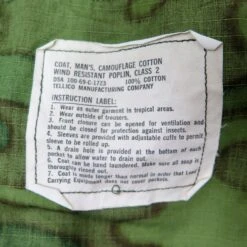 COAT, MAN'S, CAMOUFLAGE COTTON
WIND RESISTANT POPLIN, CLASS 2
DSA 100-69-C-1723 100% COTTON
TELLICO MANUFACTURING COMPANY
INSTRUCTION LABEL:
1. Wear as outer garment in tropical areas.
2. Wear outside of trousers.
3. Front closure can be opened for ventilation and
should be closed for protection against insects.
4. Sleeves are provided with adjustable cuffs to permit
sleeve to be rolled up.
5. A drain hole is provided at the bottom of each
pocket to allow water to drain out.
6. Coat can be hand laundered. Make sure all soap is
thoroughly rinsed out.
7. Coat is made longer than normal in order that Load
Carrying Equipment does not cover pockets.